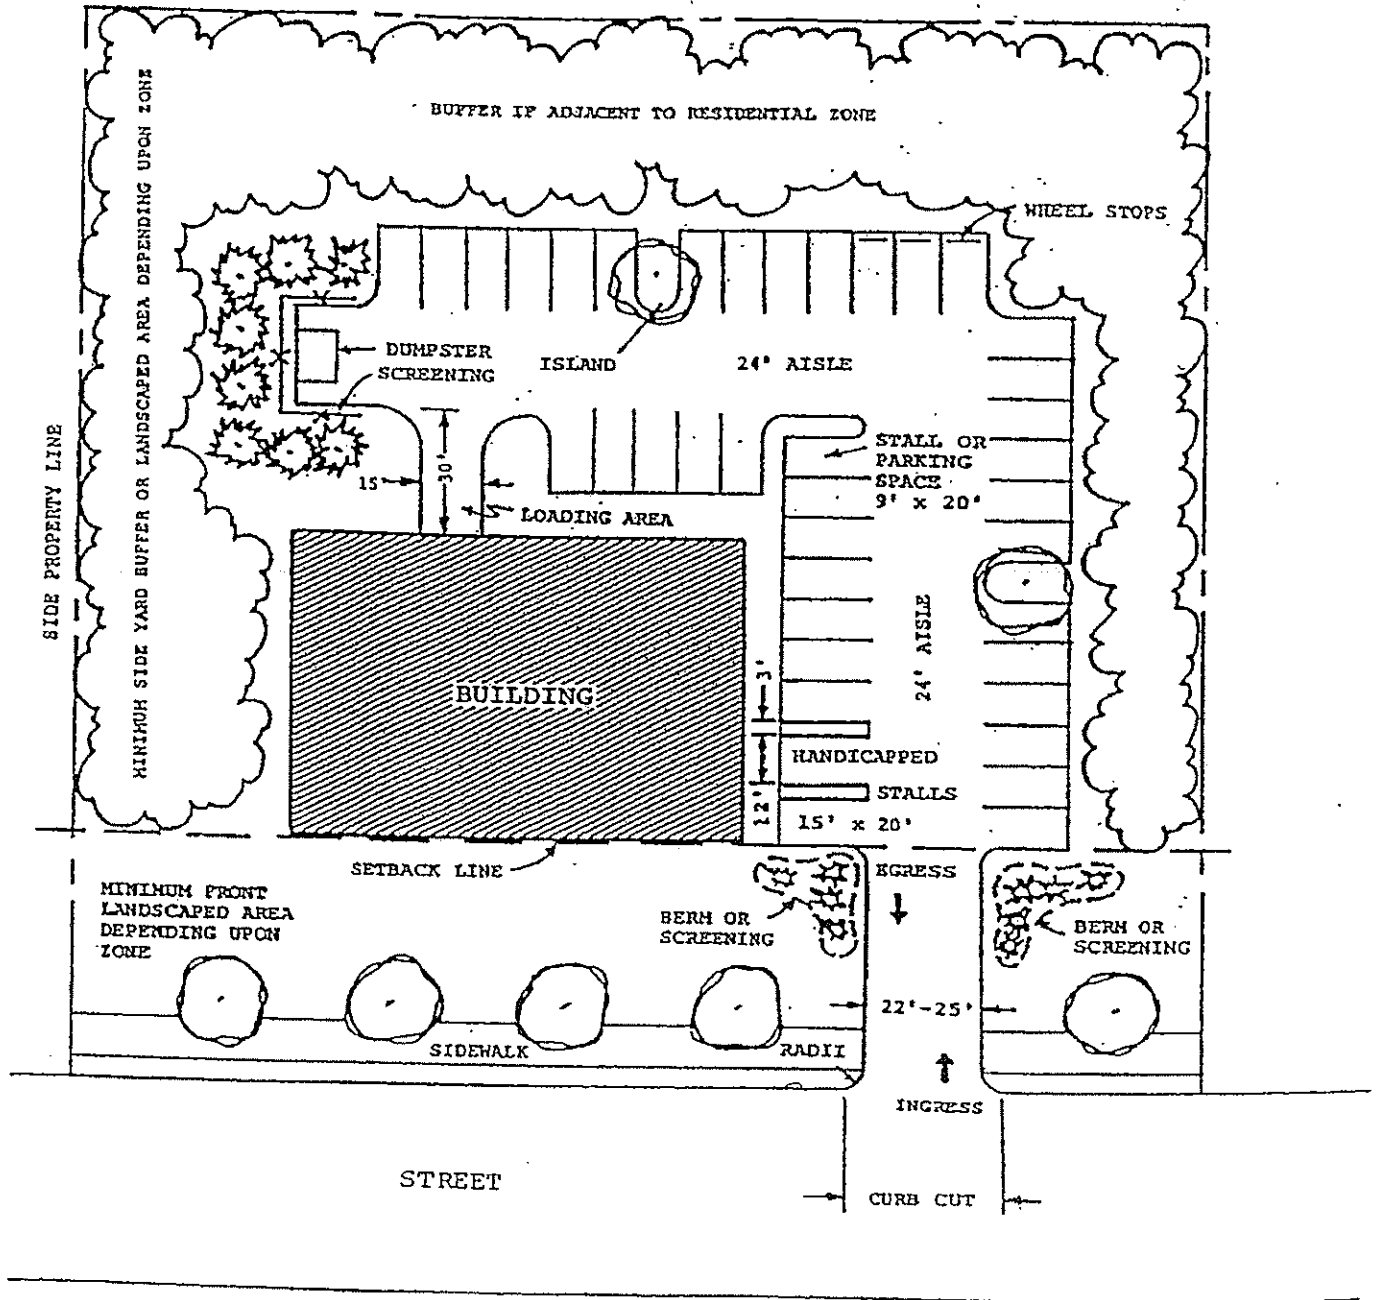 BUFFER IF ADJACENT TO RESIDENTIAL ZONE
MINIMUM SIDE YARD BUFFER OR LANDSCAPED AREA DEPENDING UPON ZONE
SIDE PROPERTY LINE
WHEEL STOPS
DUMPSTER
SCREENING
ISLAND
24' AISLE
STALL OR
PARKING
SPACE
9' x 20'
15'
30'
LOADING AREA
24' AISLE
BUILDING
3'
HANDICAPPED
12'
STALLS
15' x 20'
SETBACK LINE
EGRESS
MINIMUM FRONT
LANDSCAPED AREA
DEPENDING UPON
ZONE
BERM OR
SCREENING
BERM OR
SCREENING
22'-25'
SIDEWALK
RADII
INGRESS
STREET
CURB CUT